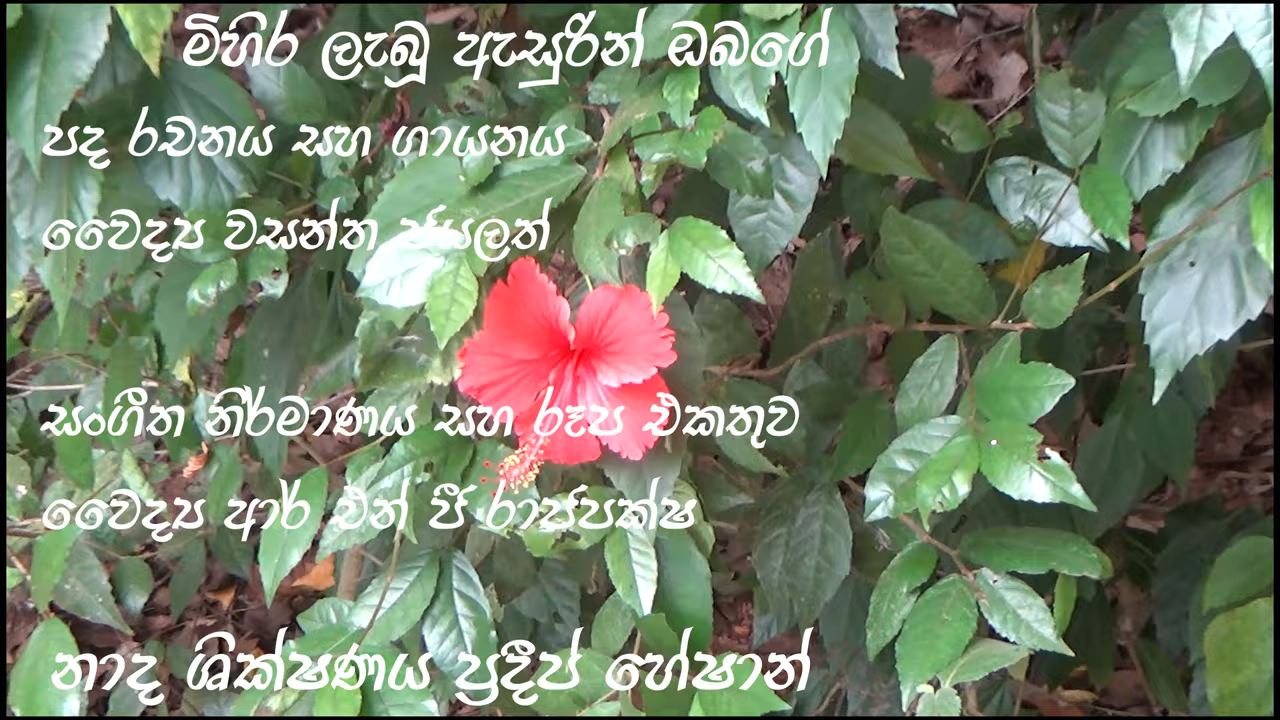 මිහිර ලැබූ ඇසුරින් ඔබගේ
පද රචනය සහ ගායනය
වෛද්‍ය වසන්ත ජයලත්
සංගීත නිර්මාණය සහ රූප එකතුව
වෛද්‍ය ආර් එන් පී රාජපක්ෂ
නාද ශික්ෂණය ප්‍රදීප් හේෂාන්